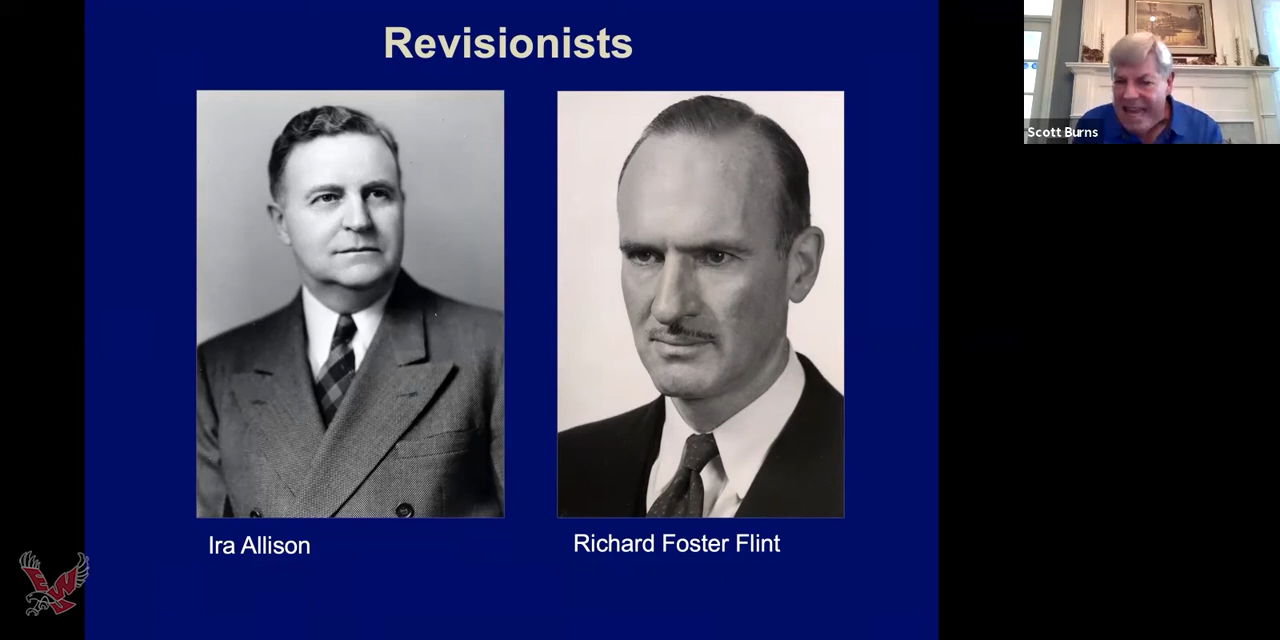 Revisionists
Scott Burns
Ira Allison
Richard Foster Flint